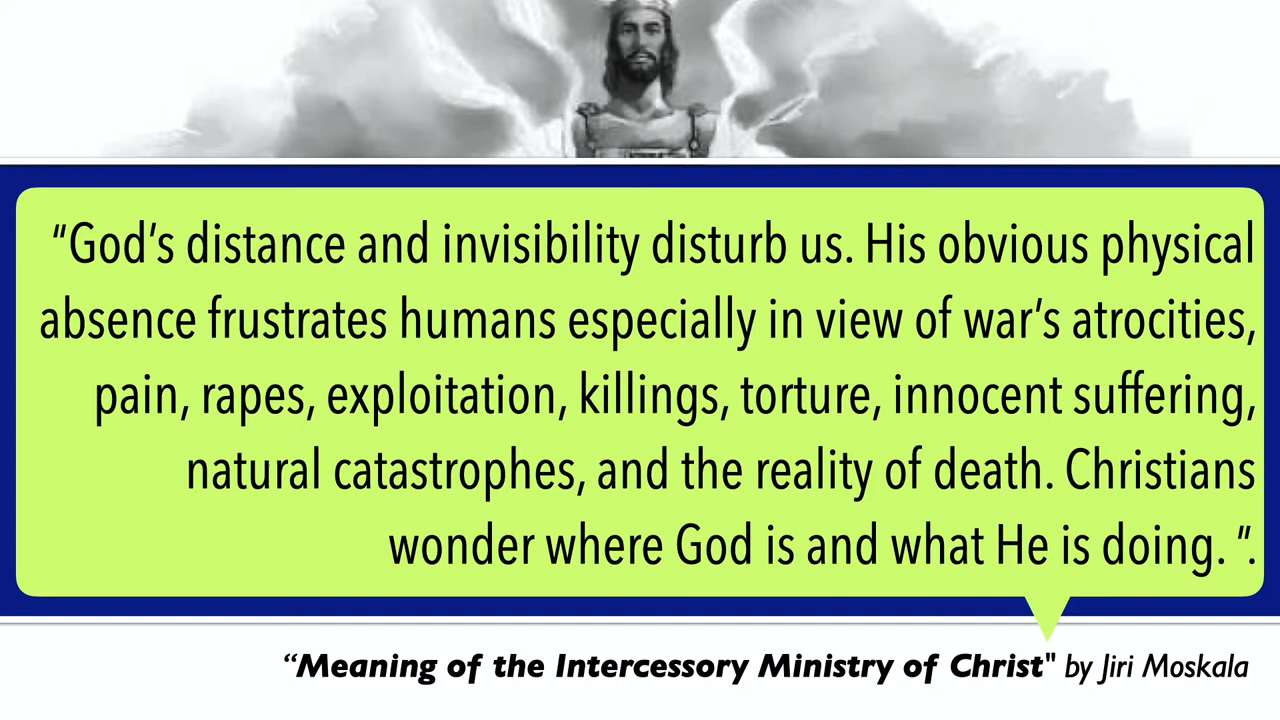 “God’s distance and invisibility disturb us. His obvious physical
absence frustrates humans especially in view of war’s atrocities,
pain, rapes, exploitation, killings, torture, innocent suffering,
natural catastrophes, and the reality of death. Christians
wonder where God is and what He is doing. ”.
“Meaning of the Intercessory Ministry of Christ" by Jiri Moskala